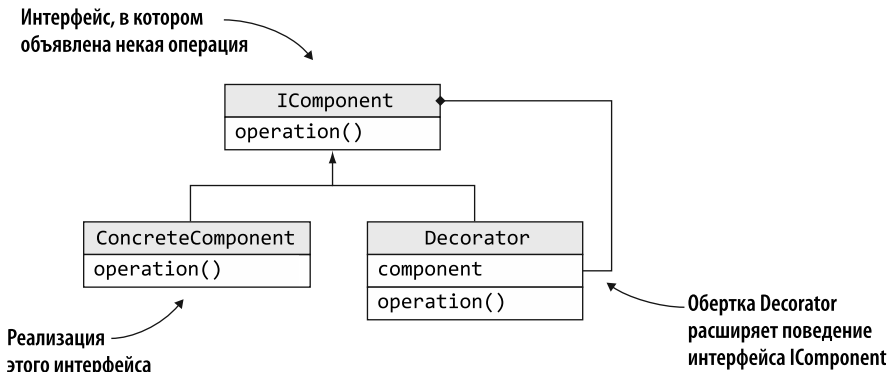 Интерфейс, в котором
объявлена некая операция
IComponent
operation()
ConcreteComponent
operation()
Decorator
component
operation()
Реализация
этого интерфейса
Обертка Decorator
расширяет поведение
интерфейса IComponent